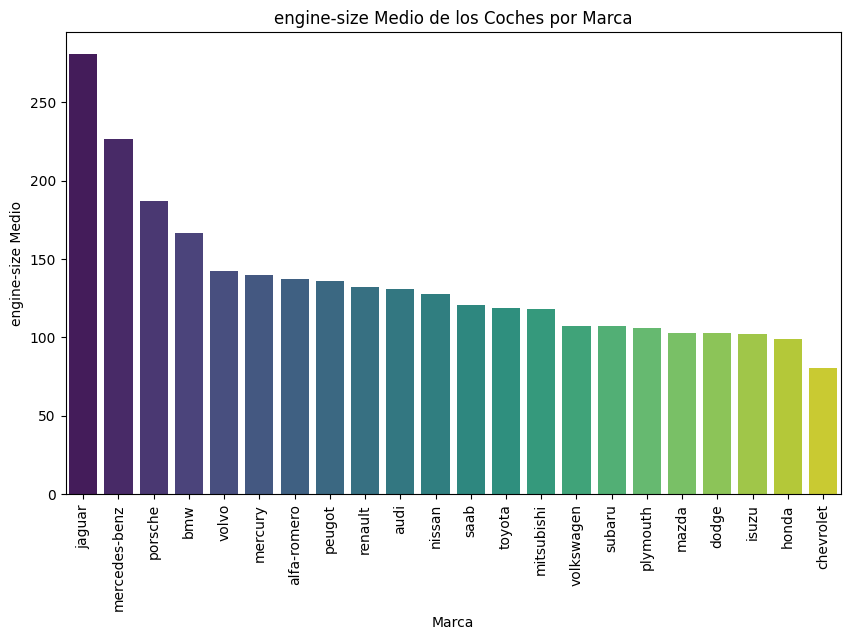 engine-size Medio de los Coches por Marca
engine-size Medio
250
200
150
100
50
0
jaguar
mercedes-benz
porsche
bmw
volvo
mercury
alfa-romero
peugot
renault
audi
nissan
saab
toyota
mitsubishi
volkswagen
subaru
plymouth
mazda
dodge
isuzu
honda
chevrolet
Marca